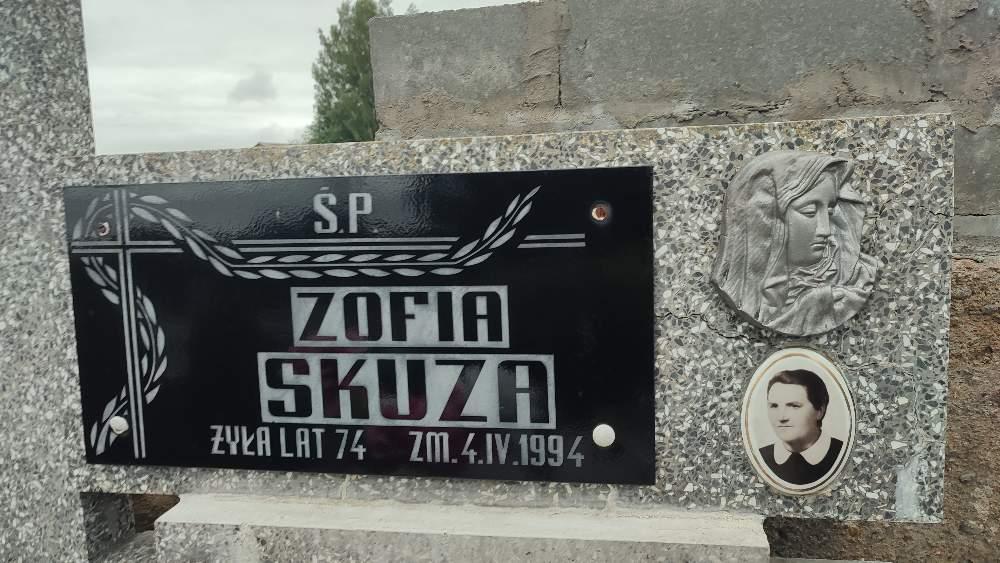 Ś.P
ZOFIA
SKUZA
ŻYŁA LAT 74 ZM. 4. IV. 1994